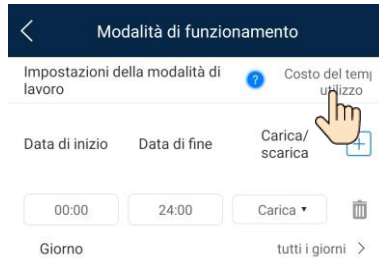 Modalità di funzionamento
Impostazioni della modalità di
lavoro
?
Costo del temp
utilizzo
Data di inizio
Data di fine
Carica/
scarica
00:00
24:00
Carica
Giorno
tutti i giorni